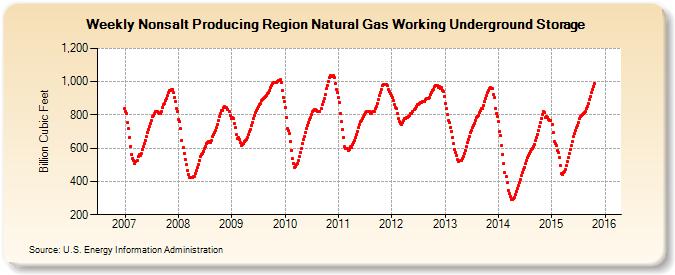 Weekly Nonsalt Producing Region Natural Gas Working Underground Storage
Billion Cubic Feet
1,200
1,000
800
600
400
200
2007 2008 2009 2010 2011 2012 2013 2014 2015 2016
Source: U.S. Energy Information Administration